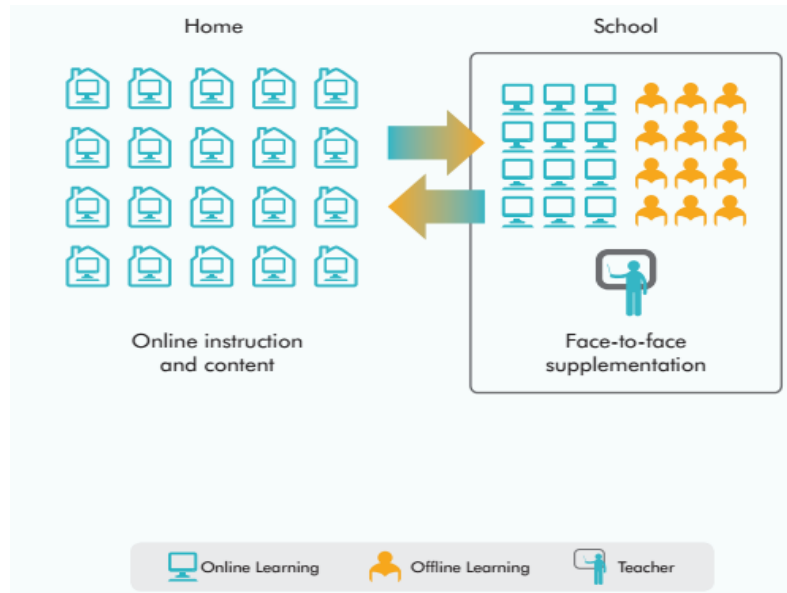 Home
School
Online instruction
and content
Face-to-face
supplementation
Online Learning
Offline Learning
Teacher